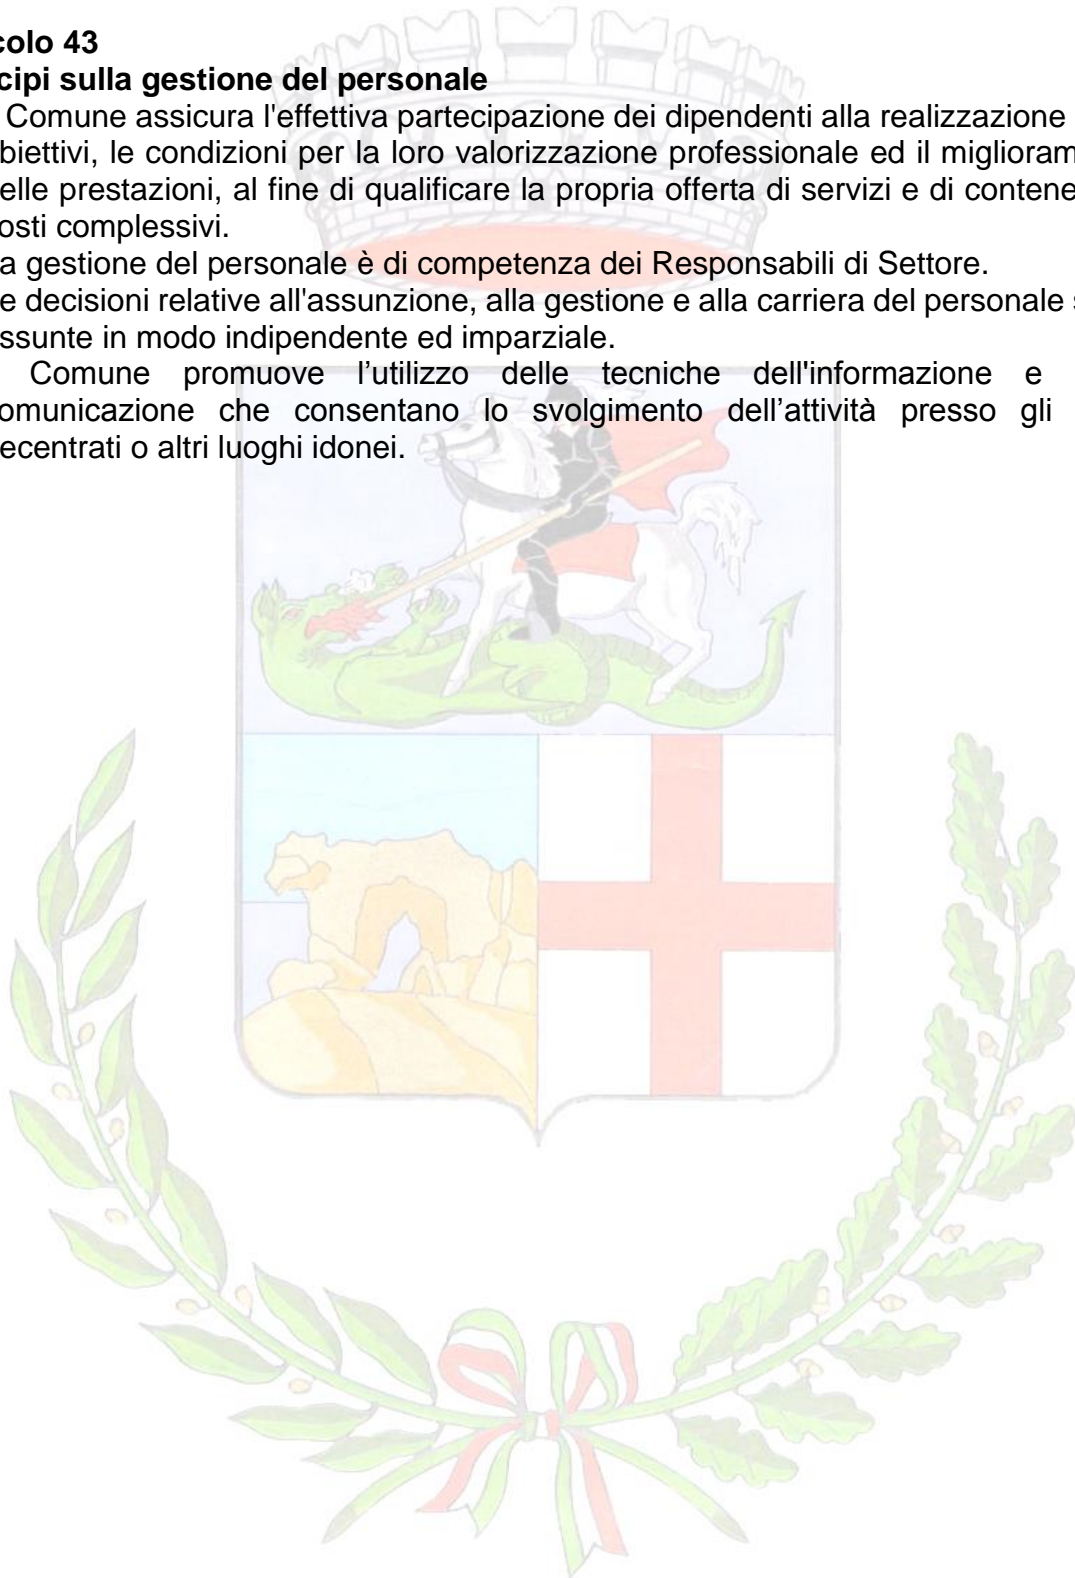 colo 43
cipi sulla gestione del personale
Comune assicura l'effettiva partecipazione dei dipendenti alla realizzazione
biettivi, le condizioni per la loro valorizzazione professionale ed il miglioram
elle prestazioni, al fine di qualificare la propria offerta di servizi e di contene
osti complessivi.
a gestione del personale è di competenza dei Responsabili di Settore.
e decisioni relative all'assunzione, alla gestione e alla carriera del personale s
ssunte in modo indipendente ed imparziale.
Comune promuove l’utilizzo delle tecniche dell'informazione e
omunicazione che consentano lo svolgimento dell’attività presso gli
ecentrati o altri luoghi idonei.